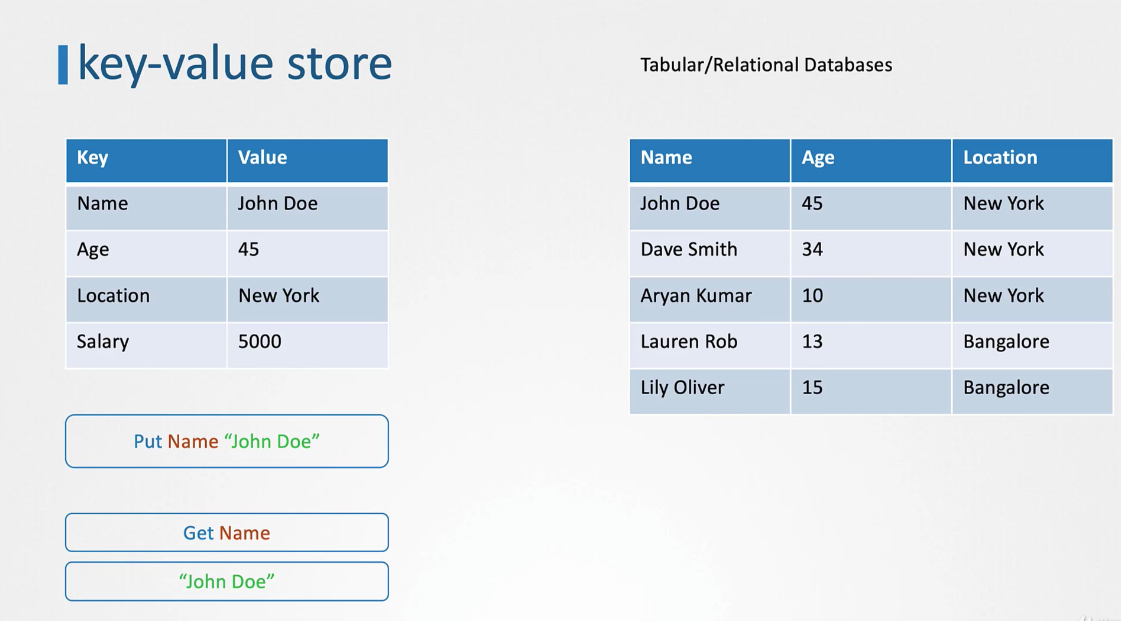 key-value store
Tabular/Relational Databases
Key Value
Name John Doe
Age 45
Location New York
Salary 5000
Put Name “John Doe”
Get Name
“John Doe”
Name Age Location
John Doe 45 New York
Dave Smith 34 New York
Aryan Kumar 10 New York
Lauren Rob 13 Bangalore
Lily Oliver 15 Bangalore